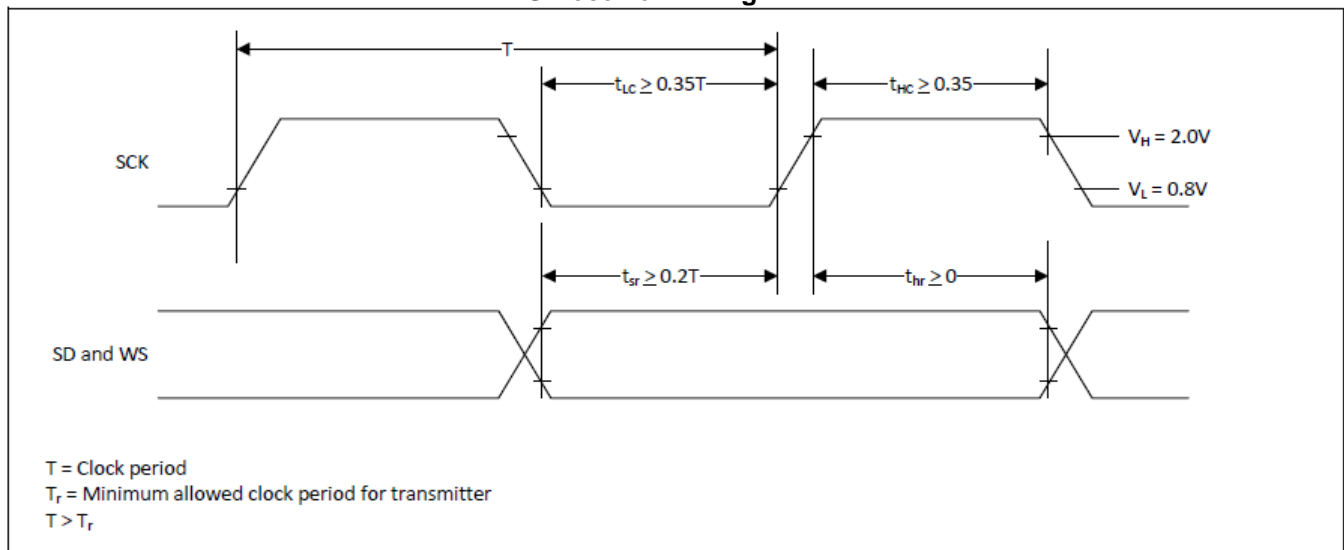 T
t_LC ≥ 0.35T
t_HC ≥ 0.35
SCK
V_H = 2.0V
V_L = 0.8V
t_sr ≥ 0.2T
t_hr ≥ 0
SD and WS
T = Clock period
T_r = Minimum allowed clock period for transmitter
T > T_r